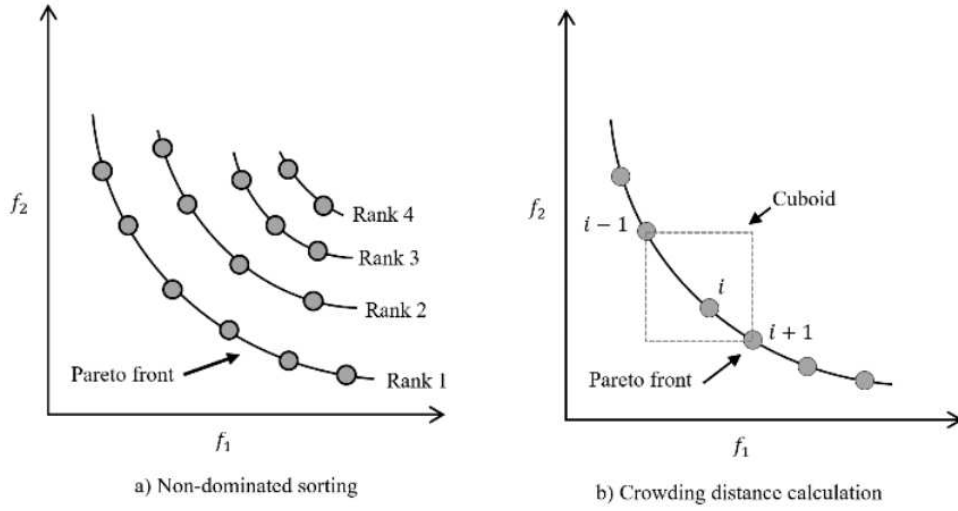 f₂
Rank 4
Rank 3
Rank 2
Pareto front
Rank 1
f₁
a) Non-dominated sorting
f₂
Cuboid
i − 1
i
i + 1
Pareto front
f₁
b) Crowding distance calculation